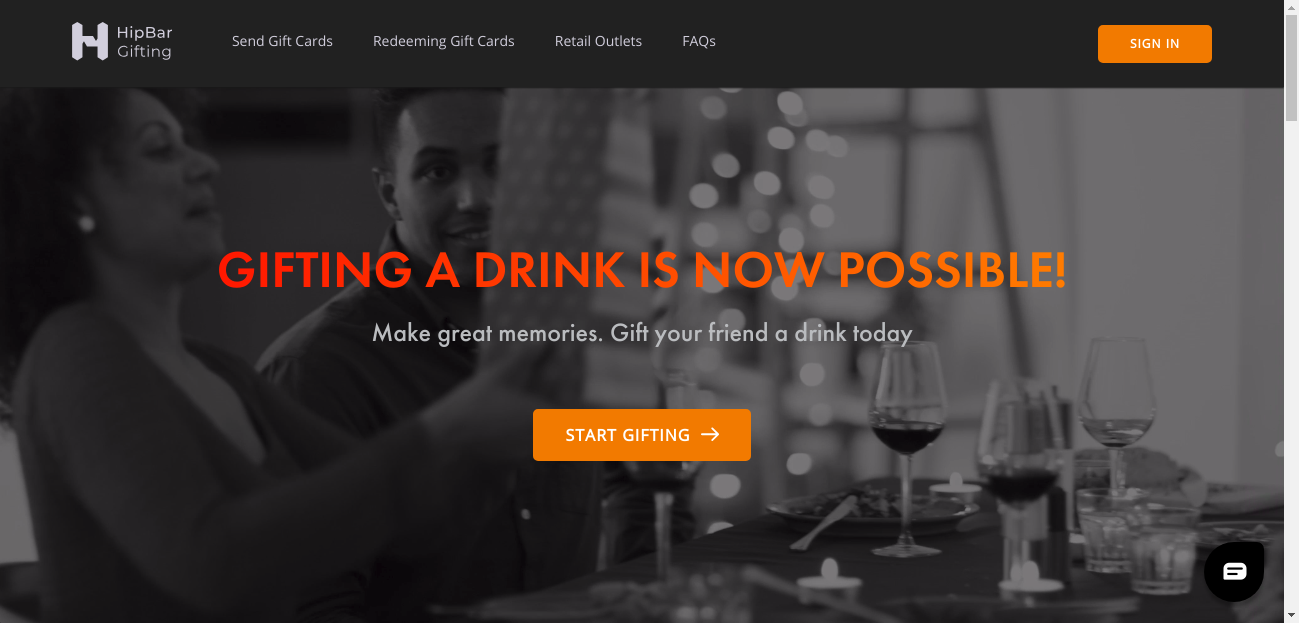 HipBar
Gifting
Send Gift Cards
Redeeming Gift Cards
Retail Outlets
FAQs
SIGN IN
GIFTING A DRINK IS NOW POSSIBLE!
Make great memories. Gift your friend a drink today
START GIFTING →